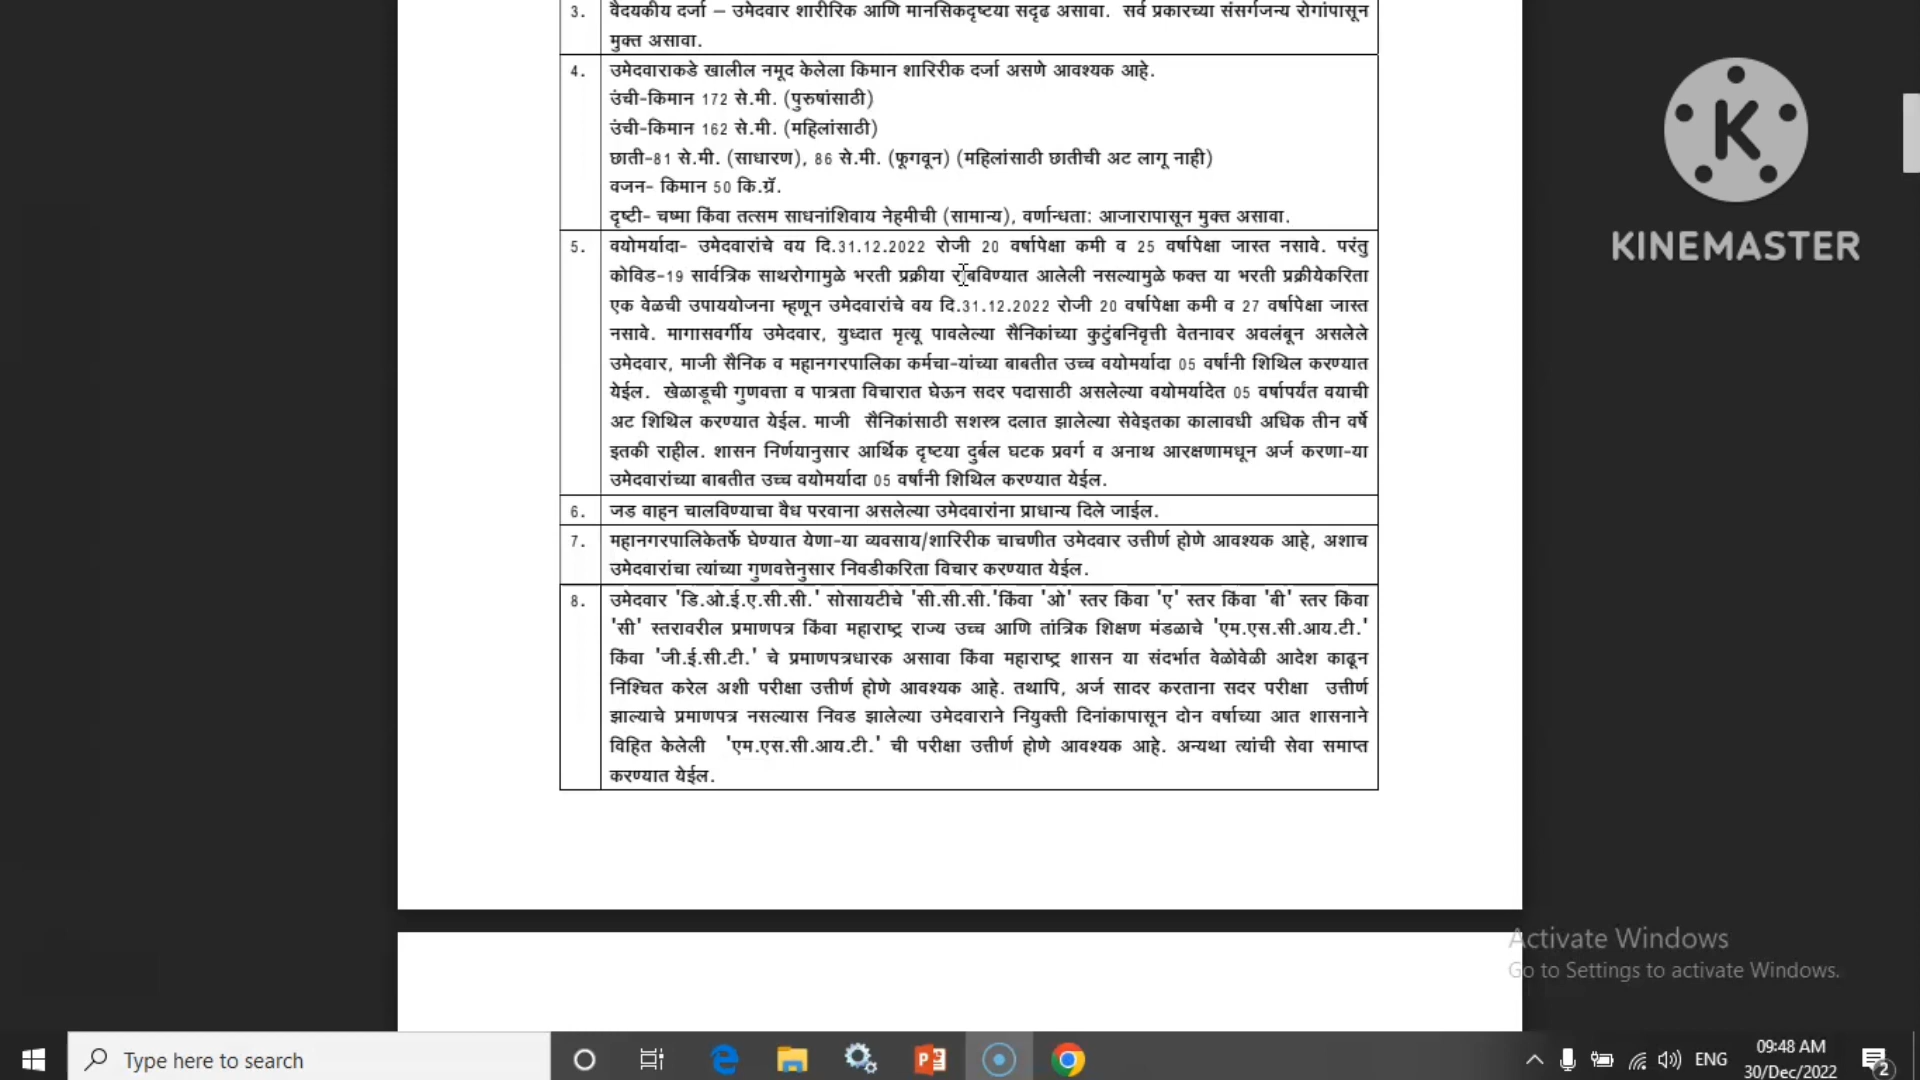 3. वैदयकीय दर्जा – उमेदवार शारीरिक आणि मानसिकदृष्टया सदृढ असावा. सर्व प्रकारच्या संसर्गजन्य रोगांपासून
मुक्त असावा.
4. उमेदवाराकडे खालील नमूद केलेला किमान शारिरीक दर्जा असणे आवश्यक आहे.
उंची-किमान 172 से.मी. (पुरुषांसाठी)
उंची-किमान 162 से.मी. (महिलांसाठी)
छाती-81 से.मी. (साधारण), 86 से.मी. (फूगवून) (महिलांसाठी छातीची अट लागू नाही)
वजन- किमान 50 कि.ग्रॅ.
दृष्टी- चष्मा किंवा तत्सम साधनांशिवाय नेहमीची (सामान्य), वर्णान्धता: आजारापासून मुक्त असावा.
5. वयोमर्यादा- उमेदवारांचे वय दि.31.12.2022 रोजी 20 वर्षापेक्षा कमी व 25 वर्षापेक्षा जास्त नसावे. परंतु
कोविड-19 सार्वत्रिक साथरोगामुळे भरती प्रक्रीया राबविण्यात आलेली नसल्यामुळे फक्त या भरती प्रक्रीयेकरिता
एक वेळची उपाययोजना म्हणून उमेदवारांचे वय दि.31.12.2022 रोजी 20 वर्षापेक्षा कमी व 27 वर्षापेक्षा जास्त
नसावे. मागासवर्गीय उमेदवार, युध्दात मृत्यू पावलेल्या सैनिकांच्या कुटुंबनिवृत्ती वेतनावर अवलंबून असलेले
उमेदवार, माजी सैनिक व महानगरपालिका कर्मचा-यांच्या बाबतीत उच्च वयोमर्यादा 05 वर्षांनी शिथिल करण्यात
येईल. खेळाडूची गुणवत्ता व पात्रता विचारात घेऊन सदर पदासाठी असलेल्या वयोमर्यादेत 05 वर्षापर्यंत वयाची
अट शिथिल करण्यात येईल. माजी सैनिकांसाठी सशस्त्र दलात झालेल्या सेवेइतका कालावधी अधिक तीन वर्षे
इतकी राहील. शासन निर्णयानुसार आर्थिक दृष्टया दुर्बल घटक प्रवर्ग व अनाथ आरक्षणामधून अर्ज करणा-या
उमेदवारांच्या बाबतीत उच्च वयोमर्यादा 05 वर्षांनी शिथिल करण्यात येईल.
6. जड वाहन चालविण्याचा वैध परवाना असलेल्या उमेदवारांना प्राधान्य दिले जाईल.
7. महानगरपालिकेतर्फे घेण्यात येणा-या व्यवसाय/शारिरीक चाचणीत उमेदवार उत्तीर्ण होणे आवश्यक आहे, अशाच
उमेदवारांचा त्यांच्या गुणवत्तेनुसार निवडीकरिता विचार करण्यात येईल.
8. उमेदवार 'डि.ओ.ई.ए.सी.सी.' सोसायटीचे 'सी.सी.सी.'किंवा 'ओ' स्तर किंवा 'ए' स्तर किंवा 'बी' स्तर किंवा
'सी' स्तरावरील प्रमाणपत्र किंवा महाराष्ट्र राज्य उच्च आणि तांत्रिक शिक्षण मंडळाचे 'एम.एस.सी.आय.टी.'
किंवा 'जी.ई.सी.टी.' चे प्रमाणपत्रधारक असावा किंवा महाराष्ट्र शासन या संदर्भात वेळोवेळी आदेश काढून
निश्चित करेल अशी परीक्षा उत्तीर्ण होणे आवश्यक आहे. तथापि, अर्ज सादर करताना सदर परीक्षा उत्तीर्ण
झाल्याचे प्रमाणपत्र नसल्यास निवड झालेल्या उमेदवाराने नियुक्ती दिनांकापासून दोन वर्षाच्या आत शासनाने
विहित केलेली 'एम.एस.सी.आय.टी.' ची परीक्षा उत्तीर्ण होणे आवश्यक आहे. अन्यथा त्यांची सेवा समाप्त
करण्यात येईल.
K
KINEMASTER
Activate Windows
Go to Settings to activate Windows.
Type here to search
ENG
09:48 AM
30/Dec/2022
2